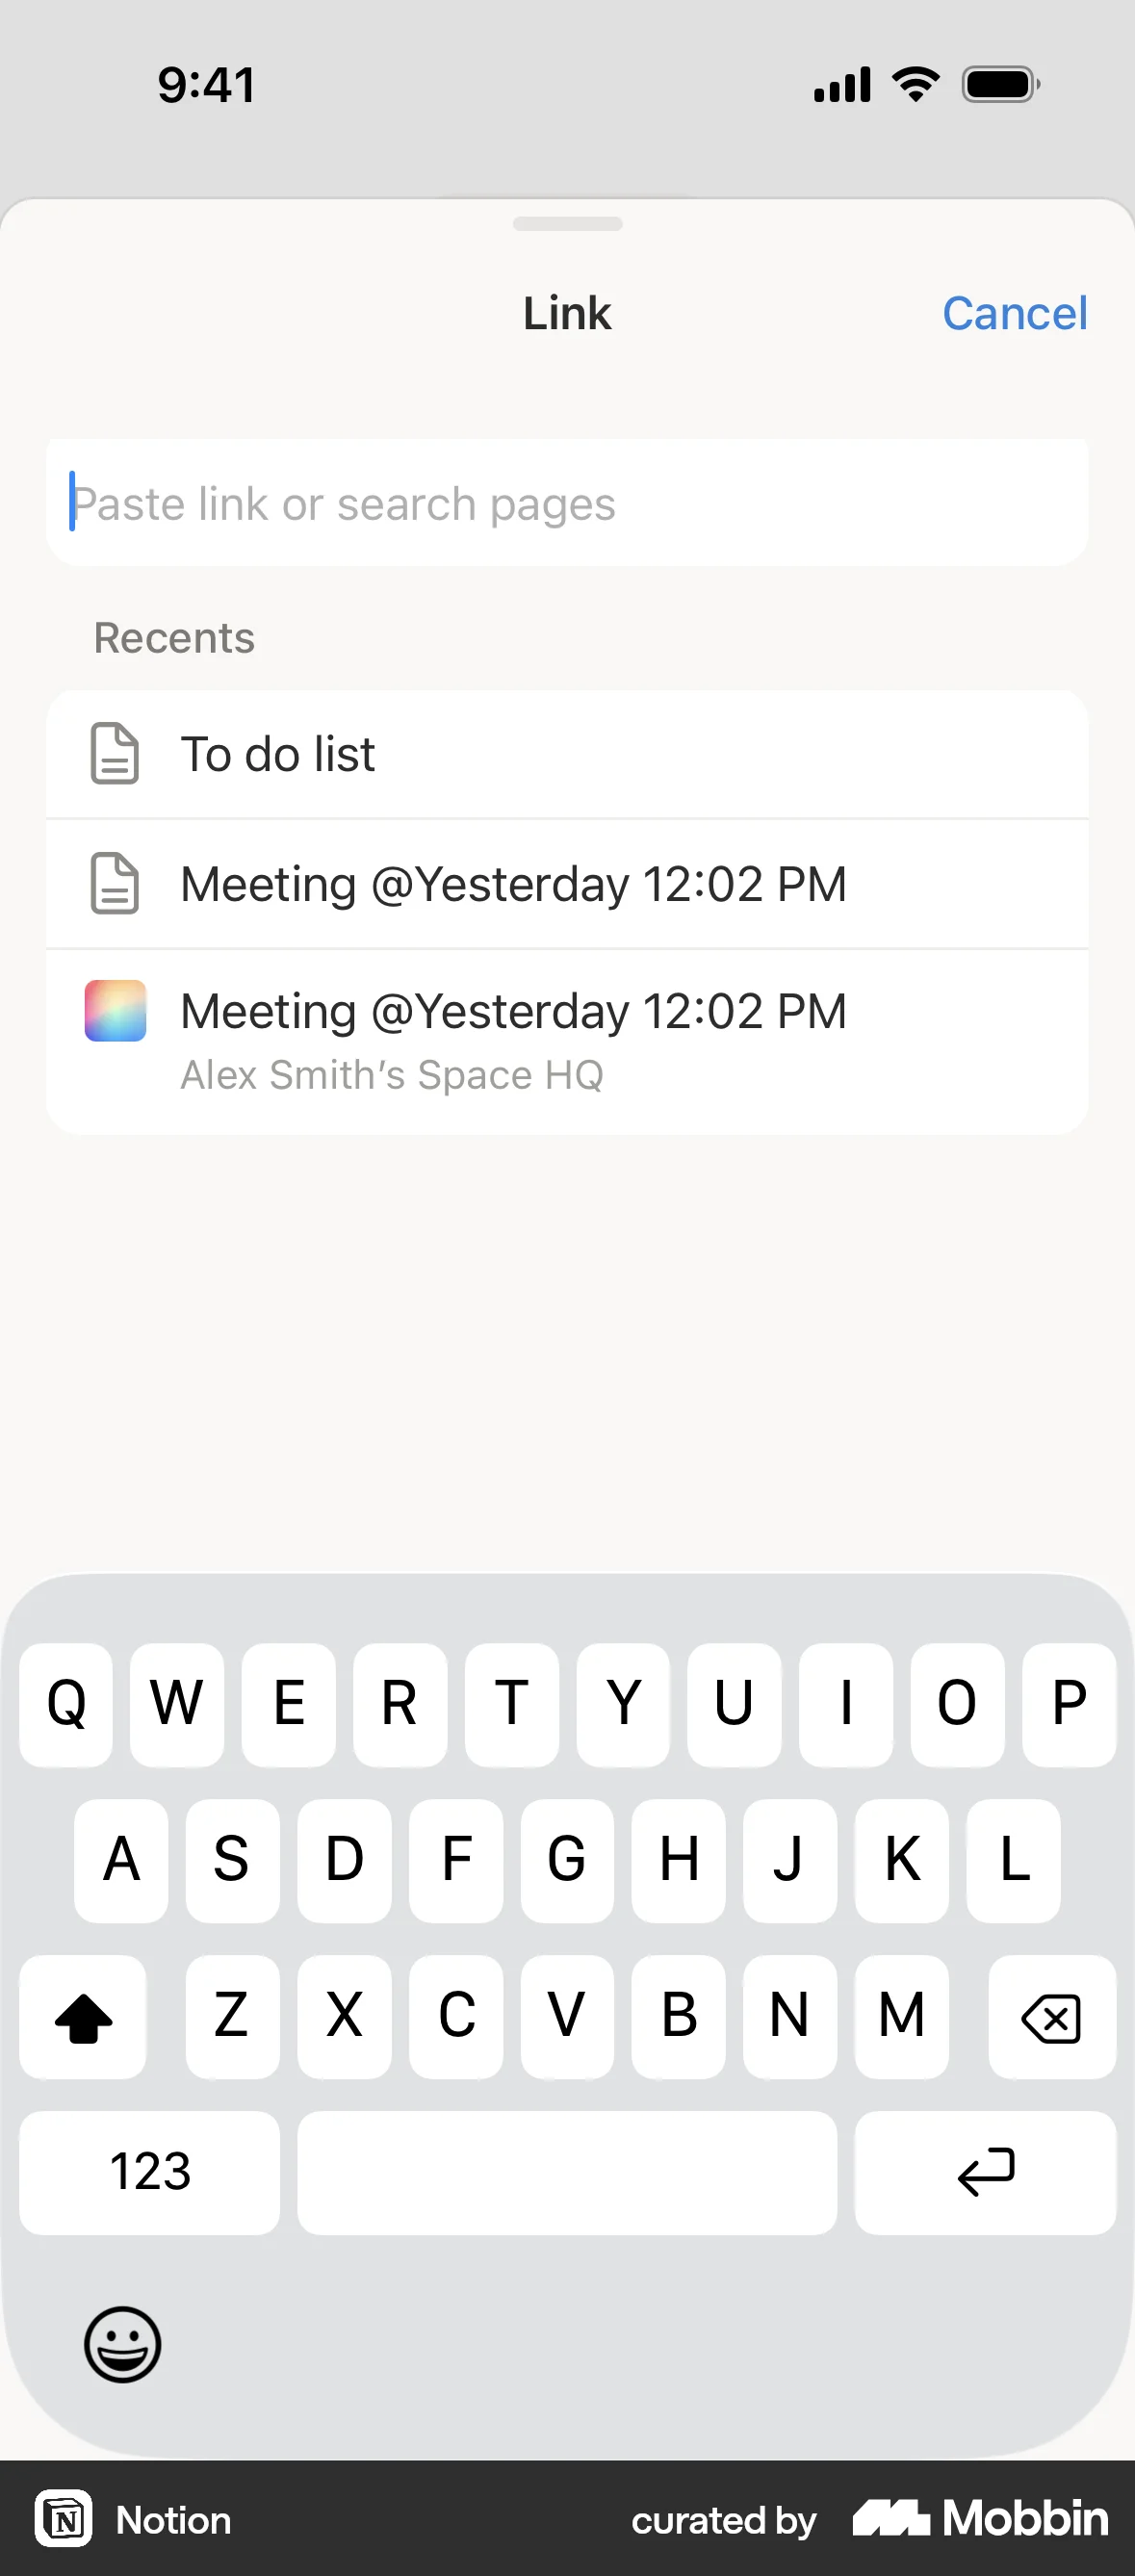 9:41
Link
Cancel
Paste link or search pages
Recents
To do list
Meeting @Yesterday 12:02 PM
Meeting @Yesterday 12:02 PM
Alex Smith’s Space HQ
Q W E R T Y U I O P
A S D F G H J K L
Z X C V B N M
123
N Notion
curated by Mobbin